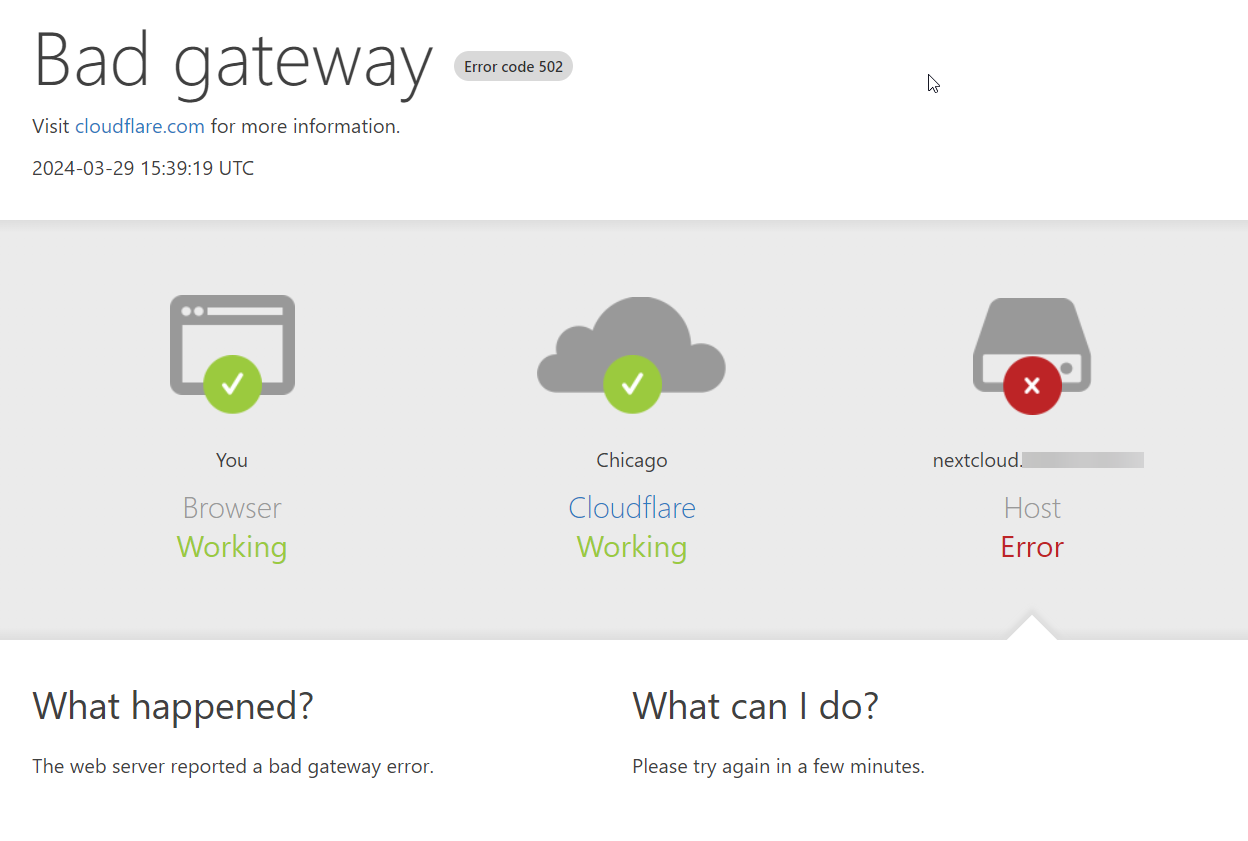 Bad gateway Error code 502
Visit cloudflare.com for more information.
2024-03-29 15:39:19 UTC
You
Browser
Working
Chicago
Cloudflare
Working
nextcloud.
Host
Error
What happened?
The web server reported a bad gateway error.
What can I do?
Please try again in a few minutes.